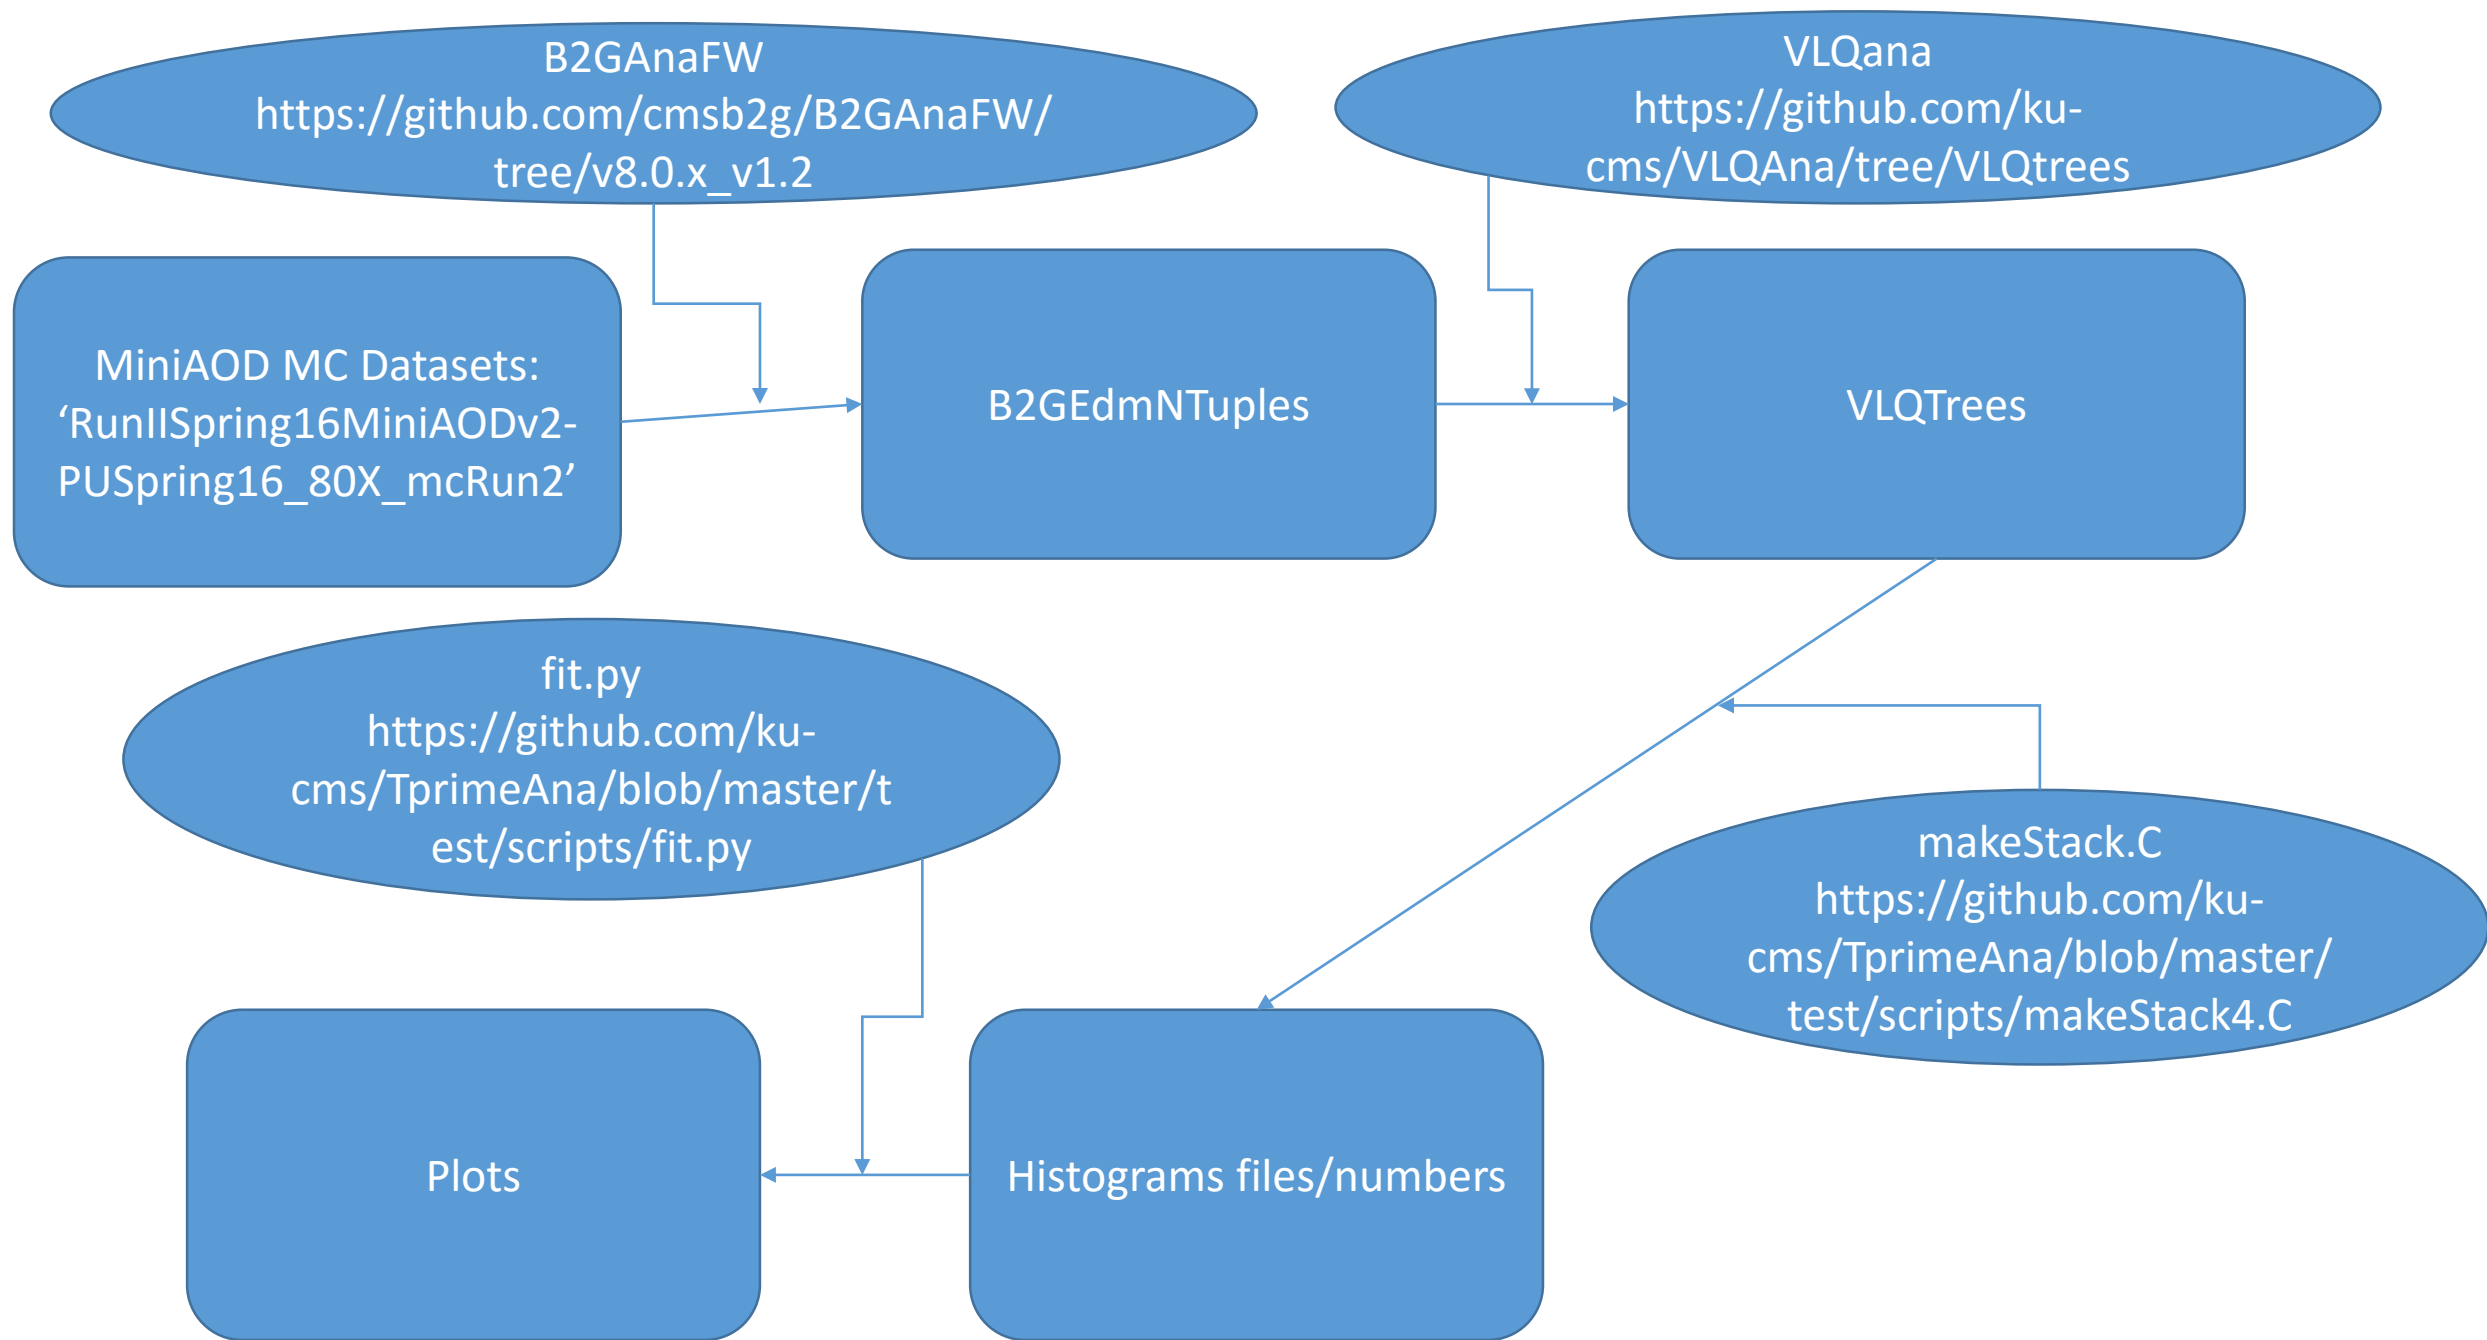 B2GAnaFW
https://github.com/cmsb2g/B2GAnaFW/
tree/v8.0.x_v1.2
VLQana
https://github.com/ku-
cms/VLQAna/tree/VLQtrees
MiniAOD MC Datasets:
‘RunIISpring16MiniAODv2-
PUSpring16_80X_mcRun2’
B2GEdmNTuples
VLQTrees
fit.py
https://github.com/ku-
cms/TprimeAna/blob/master/t
est/scripts/fit.py
makeStack.C
https://github.com/ku-
cms/TprimeAna/blob/master/
test/scripts/makeStack4.C
Plots
Histograms files/numbers